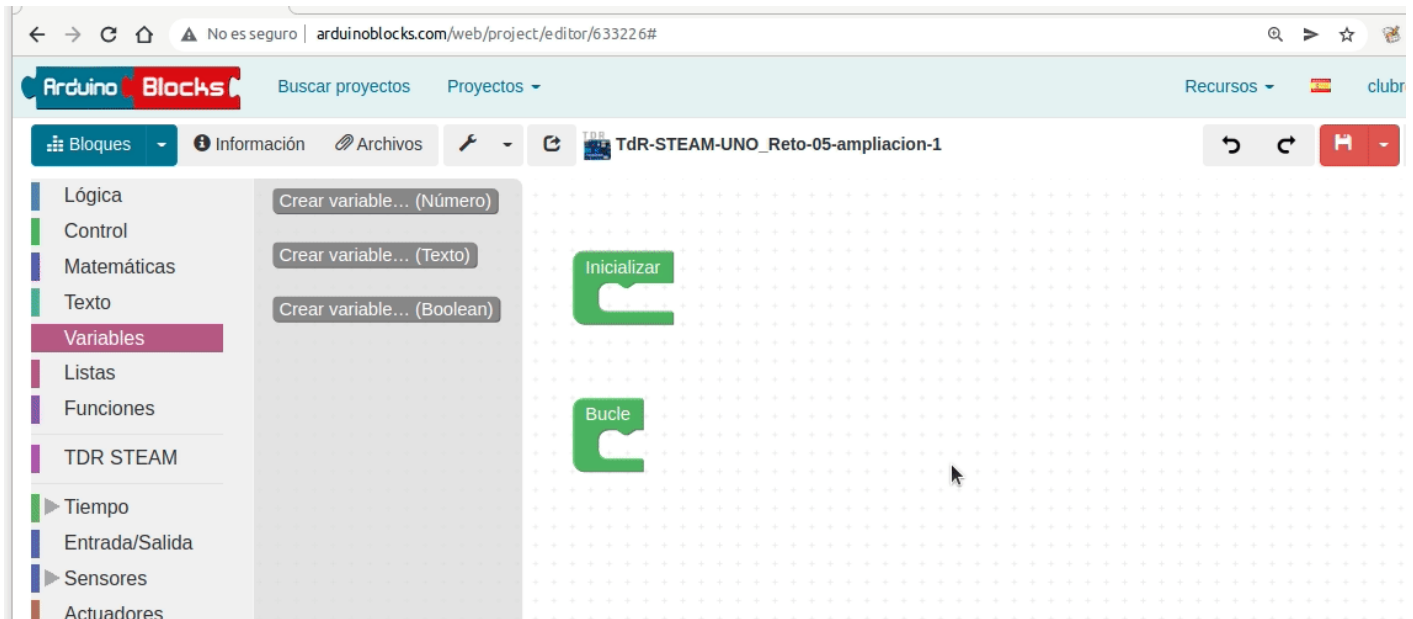 No es seguro | arduinoblocks.com/web/project/editor/633226#
Arduino Blocks
Buscar proyectos
Proyectos
Recursos
clubr
Bloques
Información
Archivos
TDR
TdR-STEAM-UNO_Reto-05-ampliacion-1
Lógica
Control
Matemáticas
Texto
Variables
Listas
Funciones
TDR STEAM
Tiempo
Entrada/Salida
Sensores
Actuadores
Crear variable... (Número)
Crear variable... (Texto)
Crear variable... (Boolean)
Inicializar
Bucle